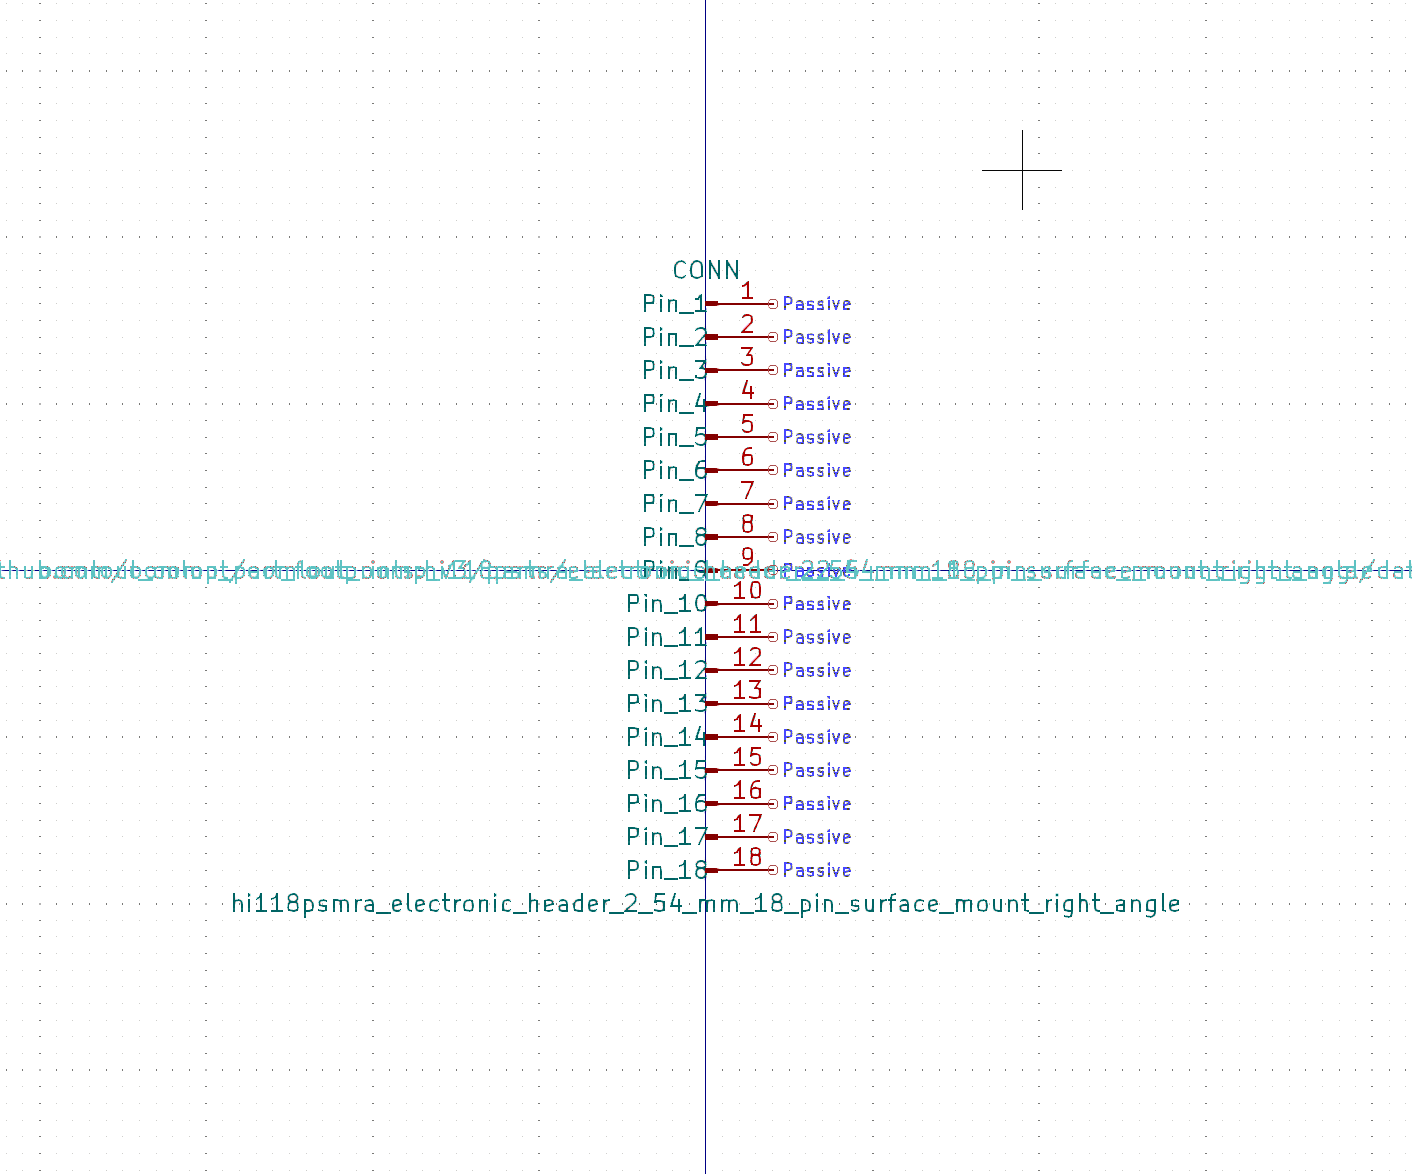 CONN
Pin_1 1 Passive
Pin_2 2 Passive
Pin_3 3 Passive
Pin_4 4 Passive
Pin_5 5 Passive
Pin_6 6 Passive
Pin_7 7 Passive
Pin_8 8 Passive
Pin_9 9 Passive
Pin_10 10 Passive
Pin_11 11 Passive
Pin_12 12 Passive
Pin_13 13 Passive
Pin_14 14 Passive
Pin_15 15 Passive
Pin_16 16 Passive
Pin_17 17 Passive
Pin_18 18 Passive
hi118psmra_electronic_header_2_54_mm_18_pin_surface_mount_right_angle